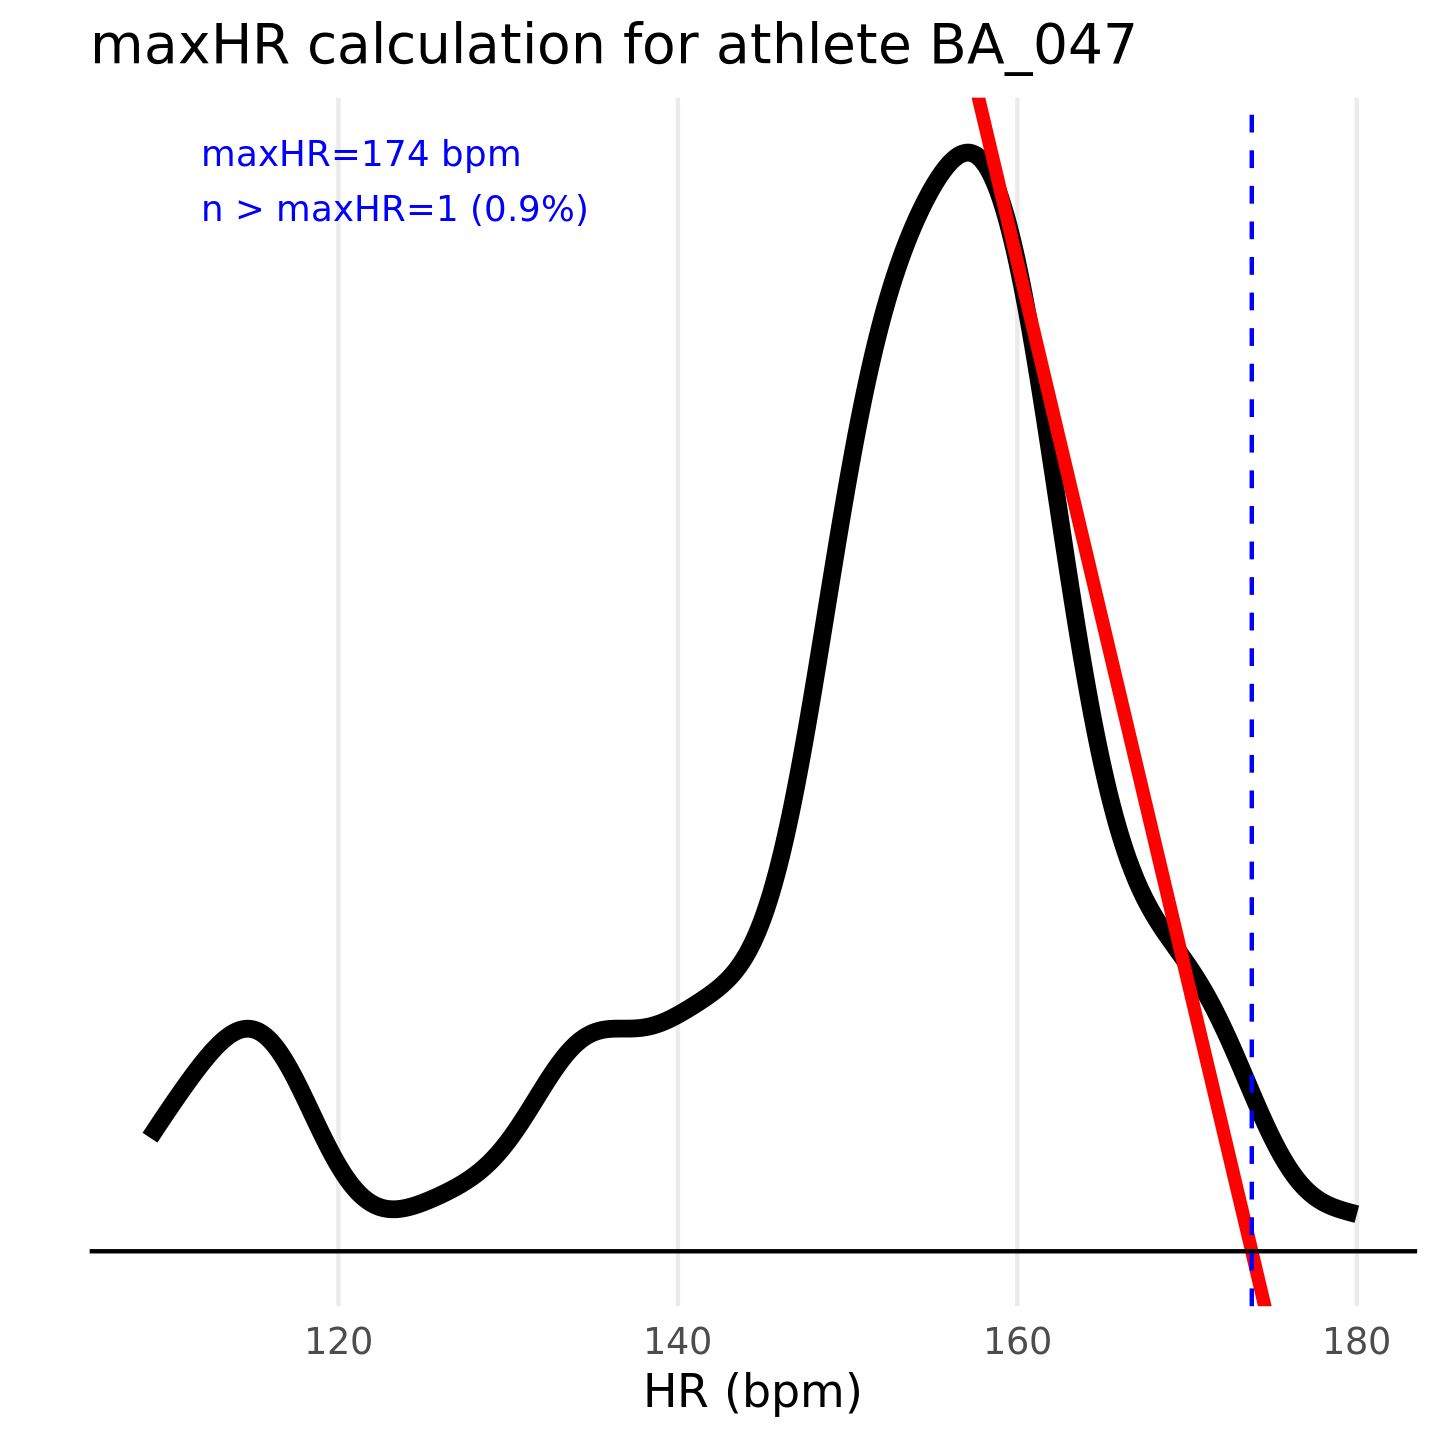 maxHR calculation for athlete BA_047
maxHR=174 bpm
n > maxHR=1 (0.9%)
120 140 160 180
HR (bpm)